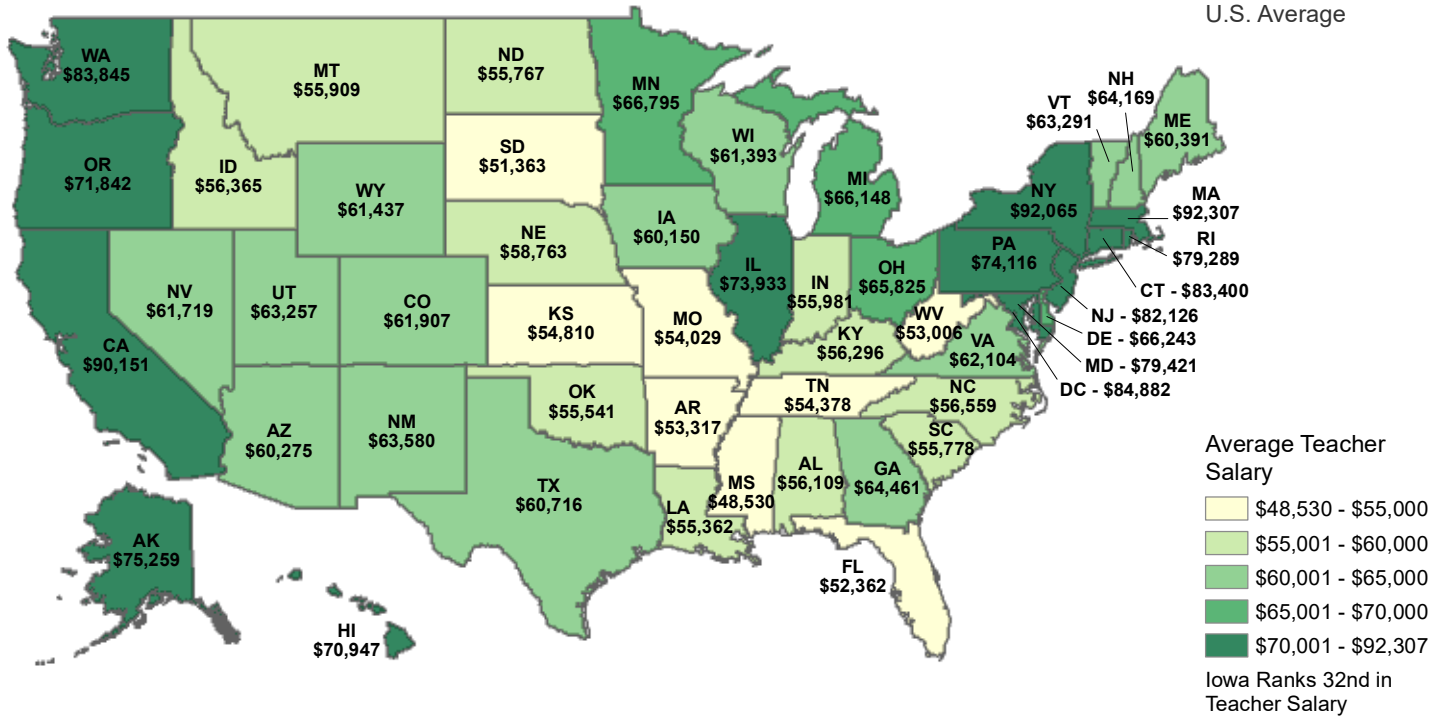 U.S. Average
WA
$83,845
MT
$55,909
ND
$55,767
MN
$66,795
NH
$64,169
VT
$63,291
ME
$60,391
OR
$71,842
ID
$56,365
SD
$51,363
WI
$61,393
WY
$61,437
MI
$66,148
NY
$92,065
MA
$92,307
RI
$79,289
IA
$60,150
NE
$58,763
PA
$74,116
IL
$73,933
IN
$55,981
OH
$65,825
CT - $83,400
NV
$61,719
UT
$63,257
CO
$61,907
KS
$54,810
MO
$54,029
WV
$53,006
KY
$56,296
VA
$62,104
NJ - $82,126
DE - $66,243
MD - $79,421
DC - $84,882
CA
$90,151
OK
$55,541
TN
$54,378
NC
$56,559
AZ
$60,275
NM
$63,580
AR
$53,317
SC
$55,778
TX
$60,716
MS
$48,530
AL
$56,109
GA
$64,461
LA
$55,362
AK
$75,259
FL
$52,362
HI
$70,947
Average Teacher
Salary
$48,530 - $55,000
$55,001 - $60,000
$60,001 - $65,000
$65,001 - $70,000
$70,001 - $92,307
Iowa Ranks 32nd in
Teacher Salary